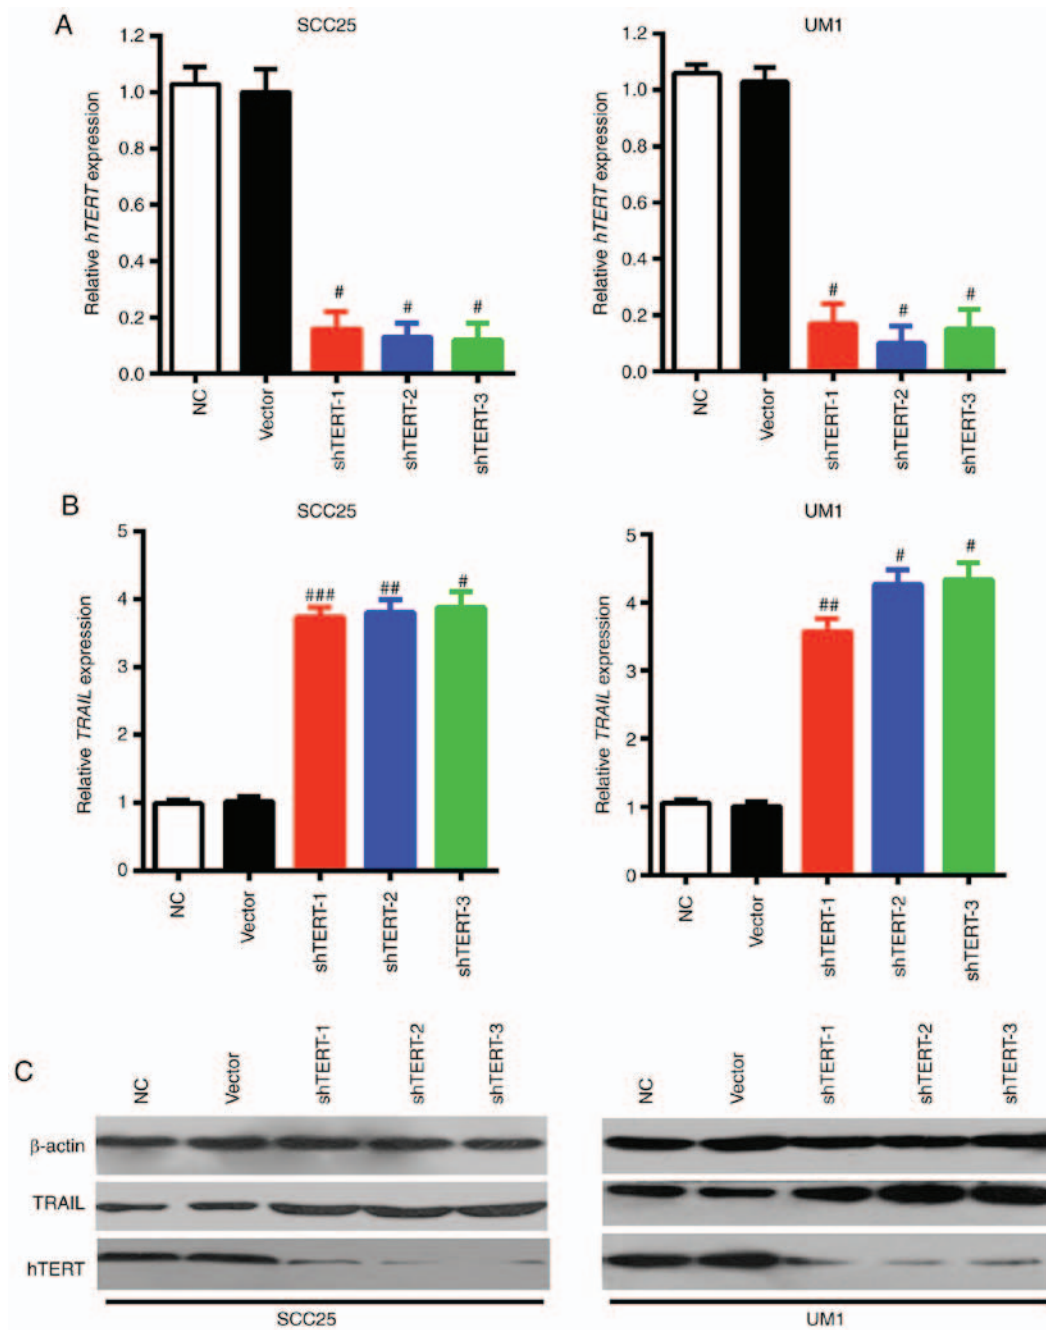 A
SCC25
UM1
Relative hTERT expression
1.2
1.0
0.8
0.6
0.4
0.2
0.0
# # #
NC
Vector
shTERT-1
shTERT-2
shTERT-3
Relative hTERT expression
1.2
1.0
0.8
0.6
0.4
0.2
0.0
# # #
NC
Vector
shTERT-1
shTERT-2
shTERT-3
B
SCC25
UM1
Relative TRAIL expression
5
4
3
2
1
0
### ## #
NC
Vector
shTERT-1
shTERT-2
shTERT-3
Relative TRAIL expression
5
4
3
2
1
0
## # #
NC
Vector
shTERT-1
shTERT-2
shTERT-3
C
NC
Vector
shTERT-1
shTERT-2
shTERT-3
NC
Vector
shTERT-1
shTERT-2
shTERT-3
β-actin
TRAIL
hTERT
SCC25
UM1